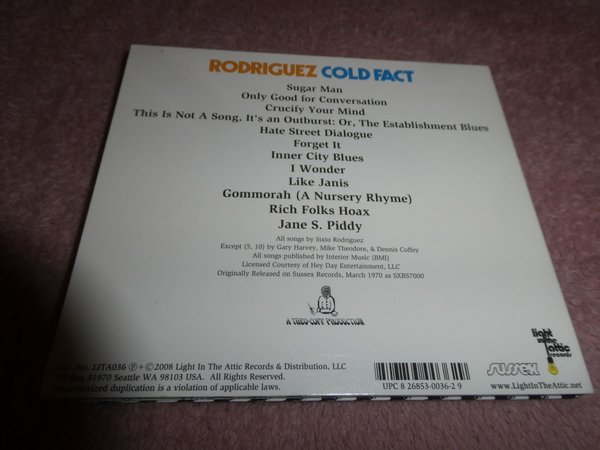 RODRIGUEZ COLD FACT
Sugar Man
Only Good for Conversation
Crucify Your Mind
This Is Not A Song, It's an Outburst: Or, The Establishment Blues
Hate Street Dialogue
Forget It
Inner City Blues
I Wonder
Like Janis
Gommorah (A Nursery Rhyme)
Rich Folks Hoax
Jane S. Piddy
All songs by Sixto Rodriguez
Except (5, 10) by Gary Harvey, Mike Theodore, & Dennis Coffey
All songs published by Interior Music (BMI)
Licensed Courtesy of Hey Day Entertainment, LLC
Originally Released on Sussex Records, March 1970 as SXBS7000
A THEO-COFF PRODUCTION
light
in the
attic
records
Cat. No. LITA036 ℗+©2008 Light In The Attic Records & Distribution, LLC
PO Box 31970 Seattle WA 98103 USA. All Rights Reserved.
Unauthorized duplication is a violation of applicable laws.
UPC 8 26853-0036-2 9
sussex
www.LightInTheAttic.net